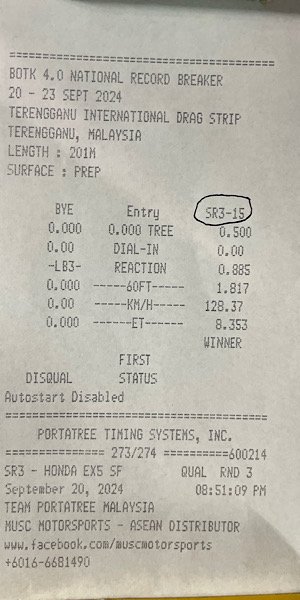 =====================================
BOTK 4.0 NATIONAL RECORD BREAKER
20 - 23 SEPT 2024
TERENGGANU INTERNATIONAL DRAG STRIP
TERENGGANU, MALAYSIA
LENGTH : 201M
SURFACE : PREP
BYE Entry SR3-15
0.000 0.000 TREE 0.500
0.00 DIAL-IN 0.00
-LB3- REACTION 0.885
0.000 -----60FT----- 1.817
0.00 -----KM/H----- 128.37
0.000 ------ET------ 8.353
WINNER
FIRST
DISQUAL STATUS
Autostart Disabled
=====================================
PORTATREE TIMING SYSTEMS, INC.
============== 273/274 ==========600214
SR3 - HONDA EX5 SF QUAL RND 3
September 20, 2024 08:51:09 PM
TEAM PORTATREE MALAYSIA
MUSC MOTORSPORTS - ASEAN DISTRIBUTOR
www.facebook.com/muscmotorsports
+6016-6681490